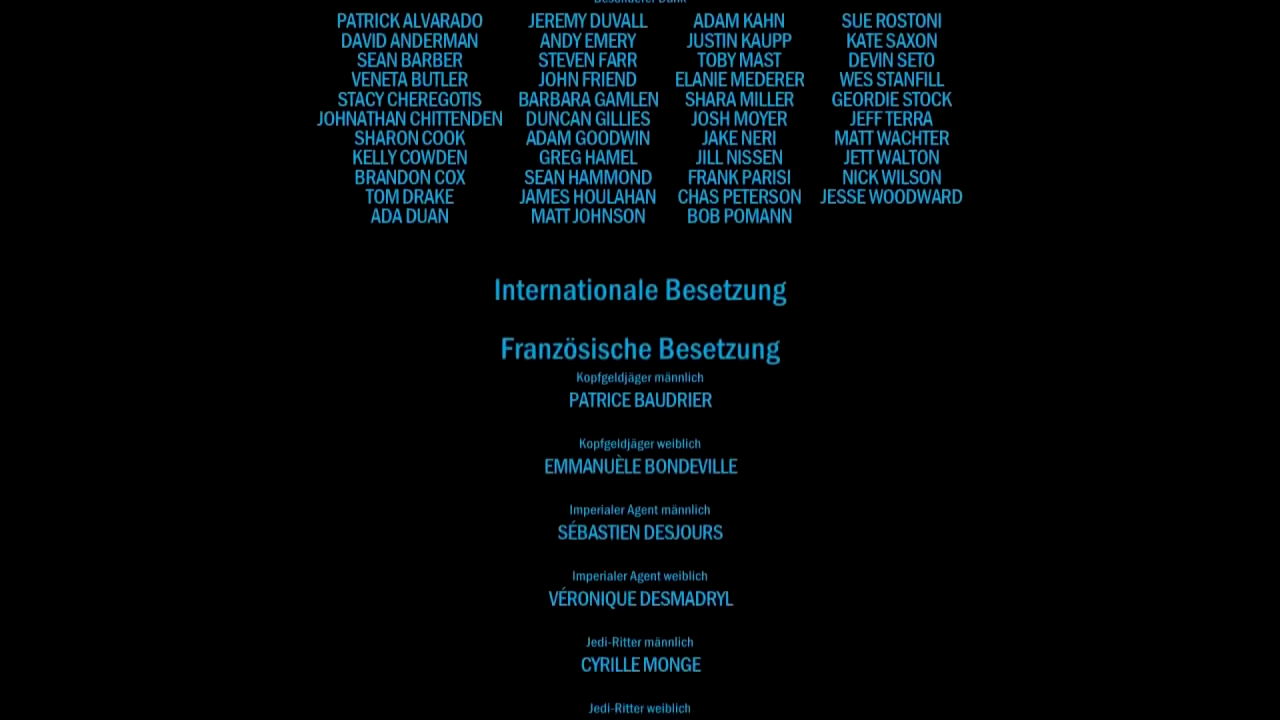 Besonderer Dank
PATRICK ALVARADO JEREMY DUVALL ADAM KAHN SUE ROSTONI
DAVID ANDERMAN ANDY EMERY JUSTIN KAUPP KATE SAXON
SEAN BARBER STEVEN FARR TOBY MAST DEVIN SETO
VENETA BUTLER JOHN FRIEND ELANIE MEDERER WES STANFILL
STACY CHEREGOTIS BARBARA GAMLEN SHARA MILLER GEORDIE STOCK
JOHNATHAN CHITTENDEN DUNCAN GILLIES JOSH MOYER JEFF TERRA
SHARON COOK ADAM GOODWIN JAKE NERI MATT WACHTER
KELLY COWDEN GREG HAMEL JILL NISSEN JETT WALTON
BRANDON COX SEAN HAMMOND FRANK PARISI NICK WILSON
TOM DRAKE JAMES HOULAHAN CHAS PETERSON JESSE WOODWARD
ADA DUAN MATT JOHNSON BOB POMANN
Internationale Besetzung
Französische Besetzung
Kopfgeldjäger männlich
PATRICE BAUDRIER
Kopfgeldjäger weiblich
EMMANUÈLE BONDEVILLE
Imperialer Agent männlich
SÉBASTIEN DESJOURS
Imperialer Agent weiblich
VÉRONIQUE DESMADRYL
Jedi-Ritter männlich
CYRILLE MONGE
Jedi-Ritter weiblich